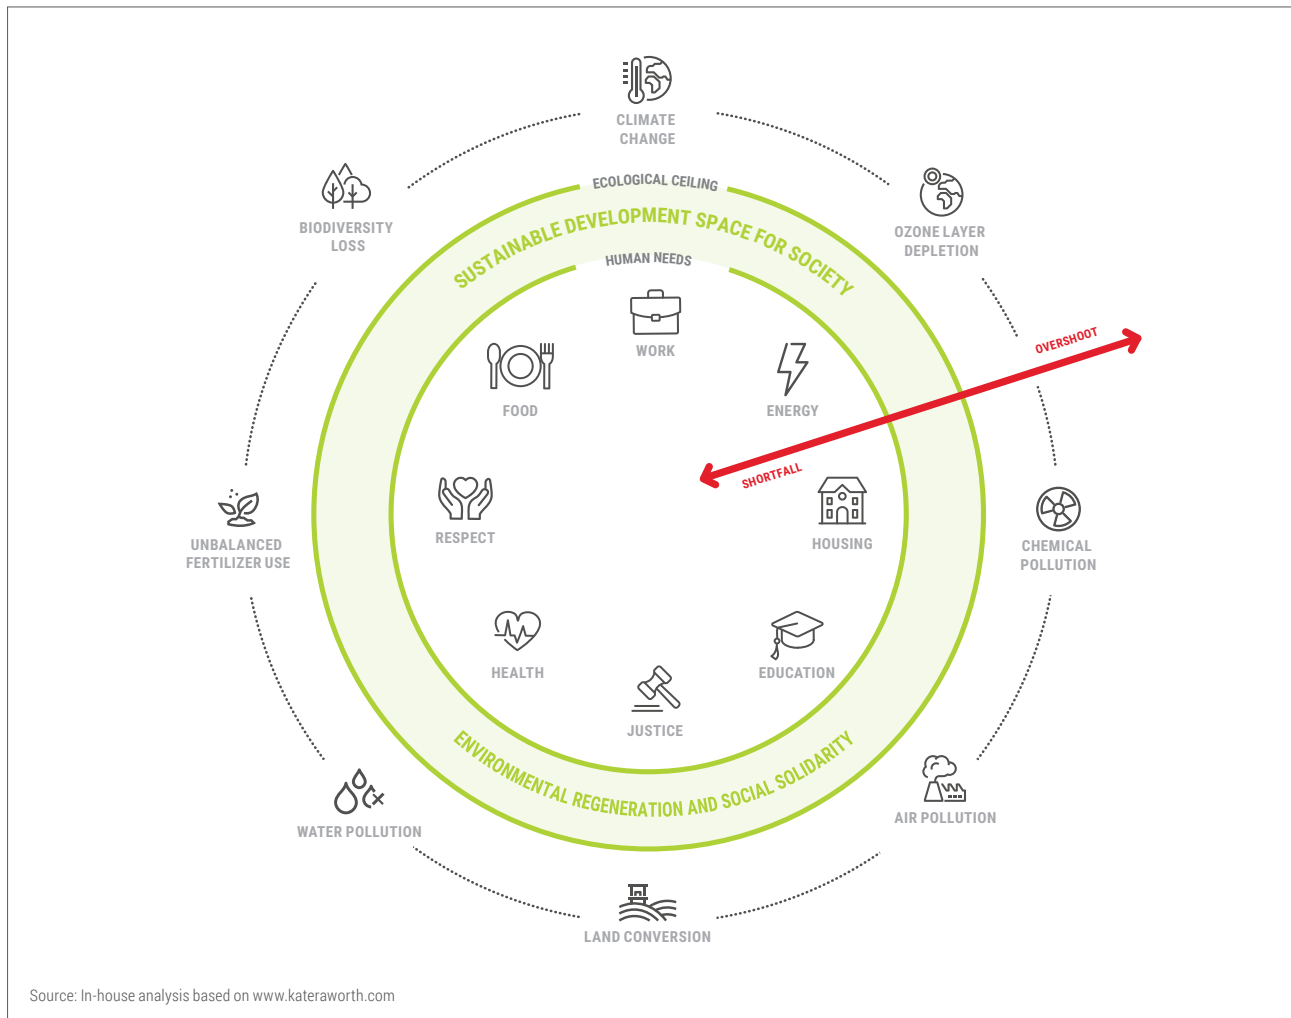 CLIMATE
CHANGE
BIODIVERSITY
LOSS
OZONE LAYER
DEPLETION
ECOLOGICAL CEILING
SUSTAINABLE DEVELOPMENT SPACE FOR SOCIETY
HUMAN NEEDS
WORK
FOOD
ENERGY
OVERSHOOT
SHORTFALL
RESPECT
HOUSING
UNBALANCED
FERTILIZER USE
CHEMICAL
POLLUTION
HEALTH
EDUCATION
JUSTICE
ENVIRONMENTAL REGENERATION AND SOCIAL SOLIDARITY
WATER POLLUTION
AIR POLLUTION
LAND CONVERSION
Source: In-house analysis based on www.kateraworth.com